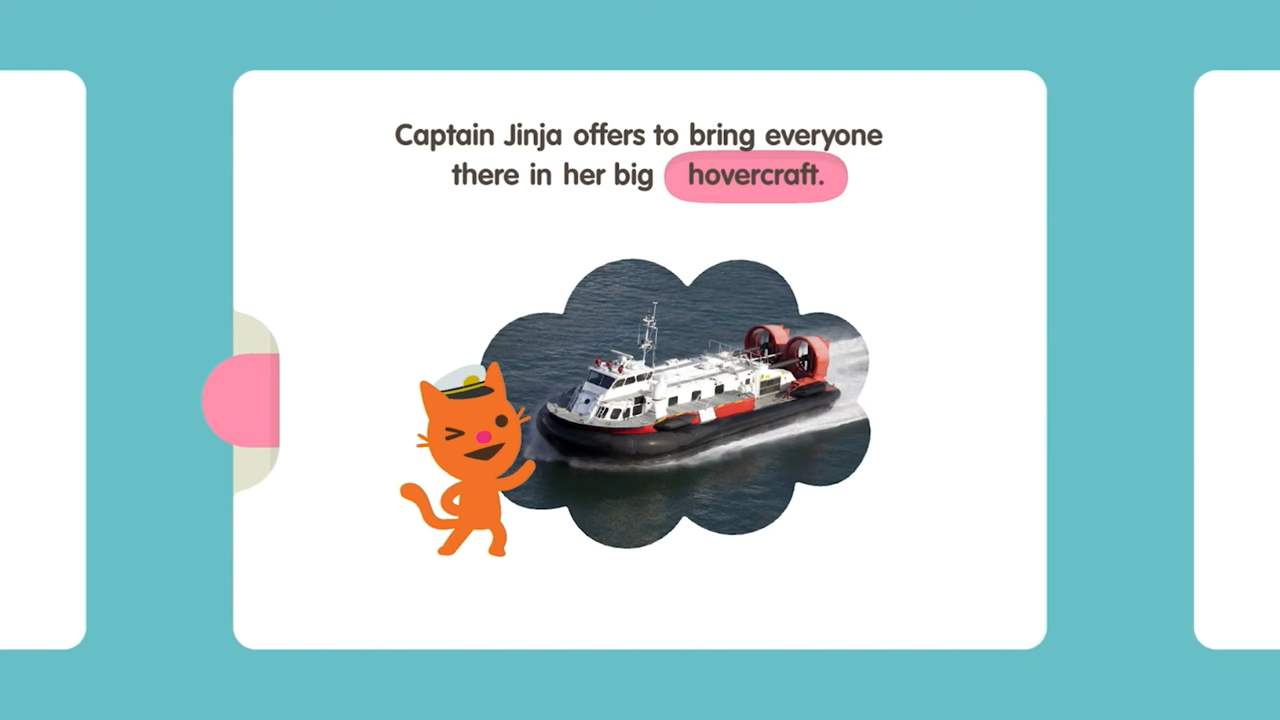 Captain Jinja offers to bring everyone
there in her big hovercraft.